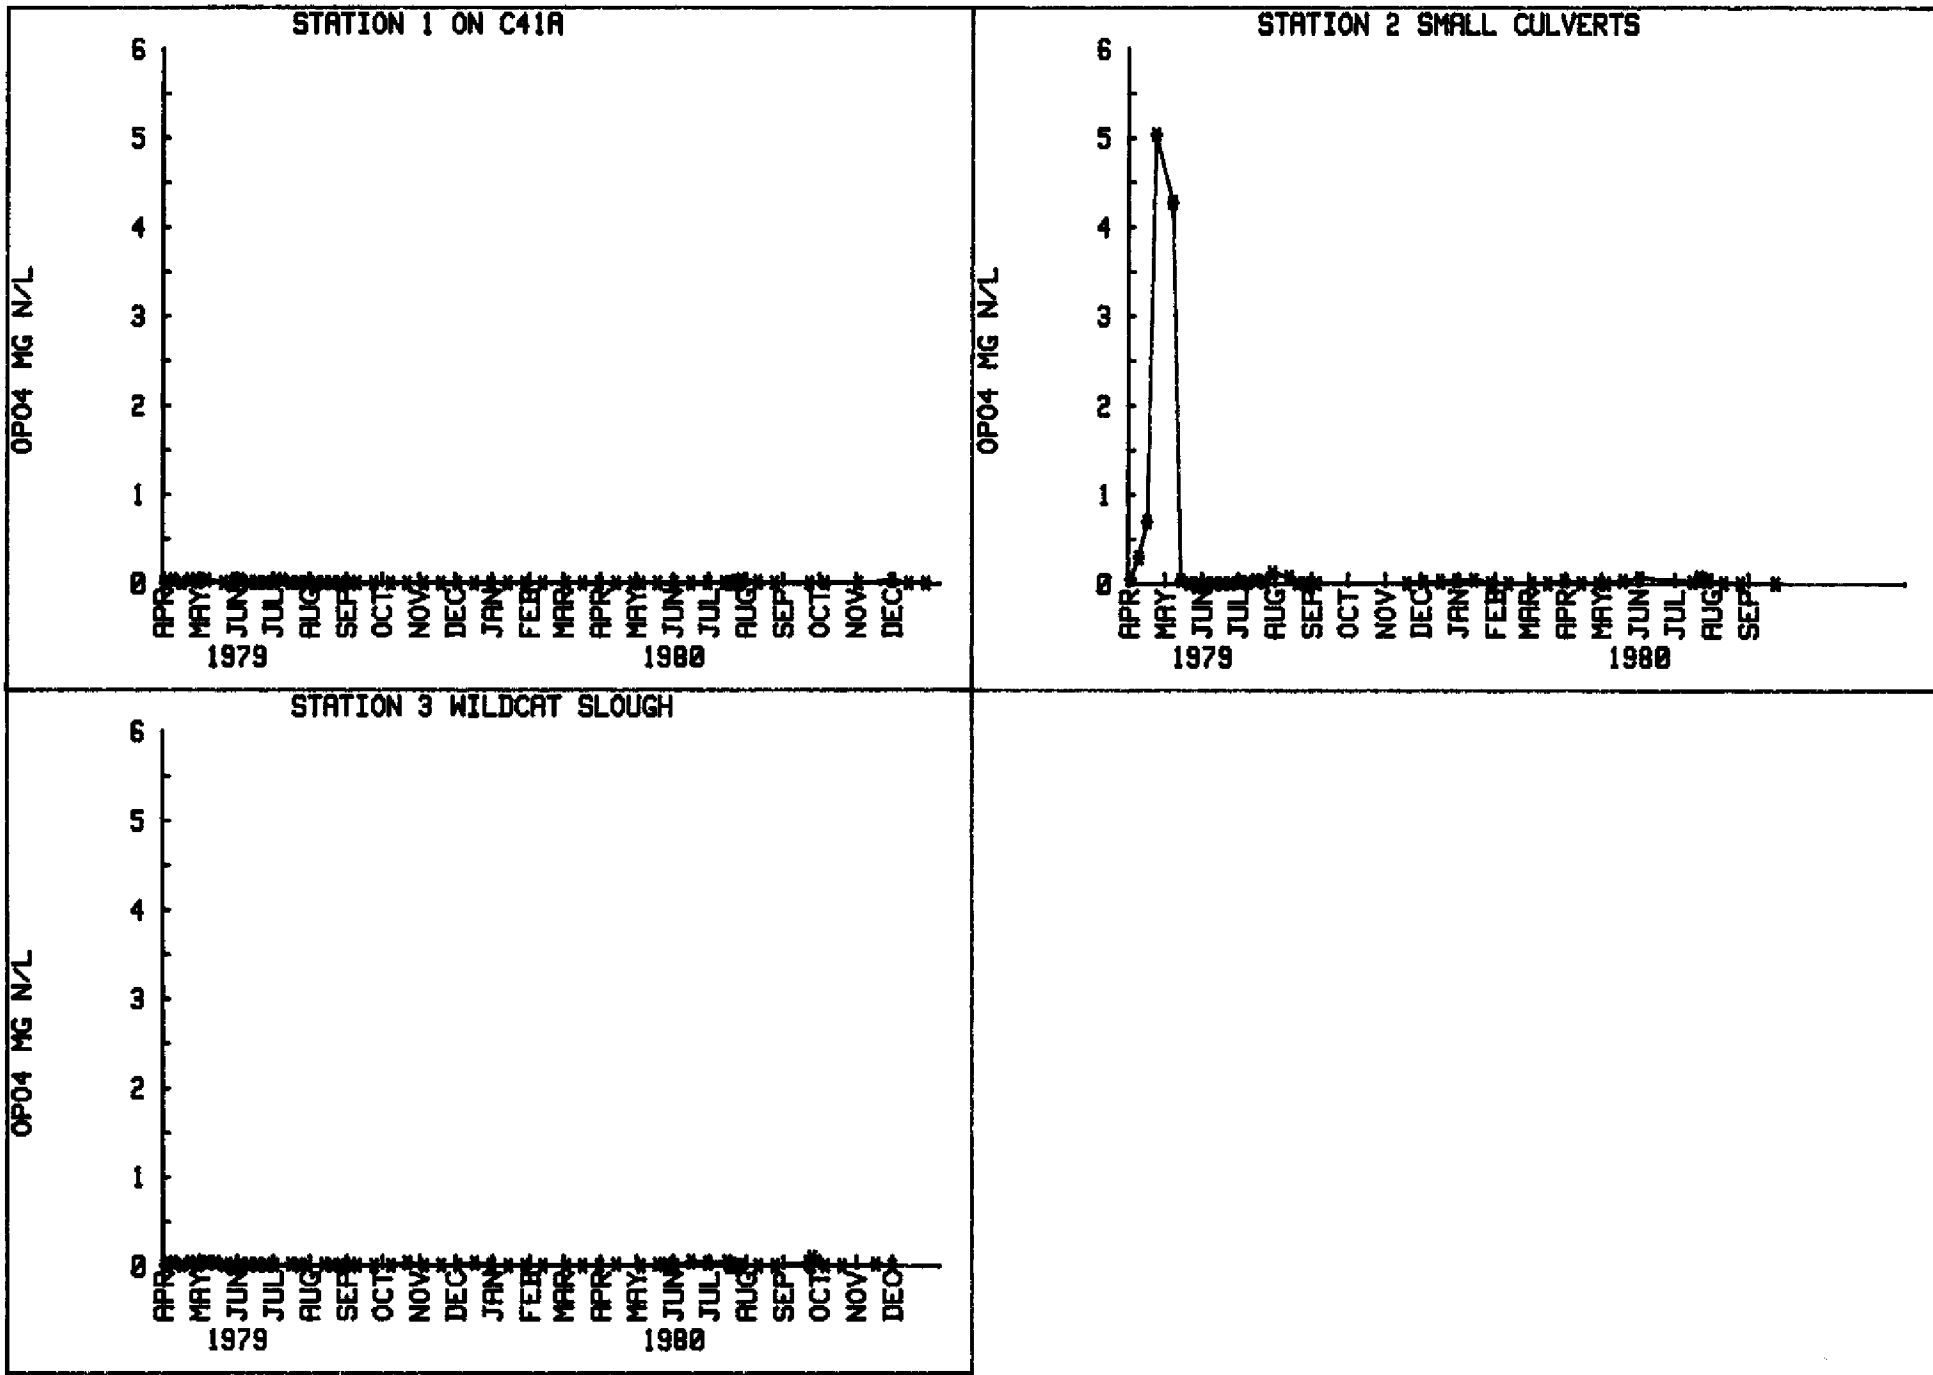 STATION 1 ON C41A
6
5
4
3
2
1
0
OPO4 MG N/L
APR MAY JUN JUL AUG SEP OCT NOV DEC JAN FEB MAR APR MAY JUN JUL AUG SEP OCT NOV DEC
1979 1980
STATION 2 SMALL CULVERTS
6
5
4
3
2
1
0
OPO4 MG N/L
APR MAY JUN JUL AUG SEP OCT NOV DEC JAN FEB MAR APR MAY JUN JUL AUG SEP
1979 1980
STATION 3 WILDCAT SLOUGH
6
5
4
3
2
1
0
OPO4 MG N/L
APR MAY JUN JUL AUG SEP OCT NOV DEC JAN FEB MAR APR MAY JUN JUL AUG SEP OCT NOV DEC
1979 1980